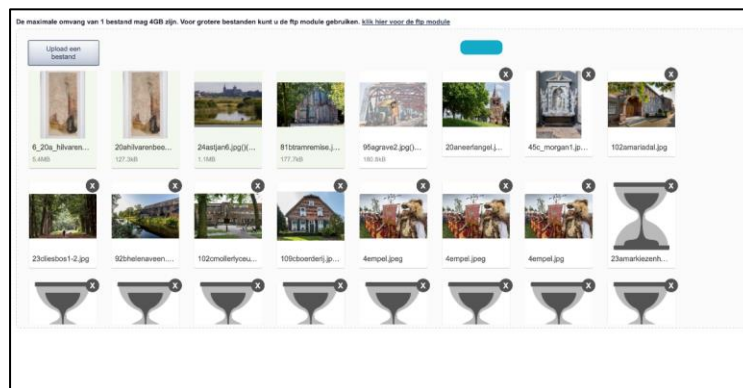 De maximale omvang van 1 bestand mag 4GB zijn. Voor grotere bestanden kunt u de ftp module gebruiken. klik hier voor de ftp module
Upload een
bestand
X X X
6_20a_hilvaren... 20ahilvarenbee... 24astjan6.jpg()(... 81btramremise.j... 95agrave2.jpg()... 20aneerlangel.j... 45c_morgan1.jp... 102amariadal.jpg
5.4MB 127.3kB 1.1MB 177.7kB 180.8kB
X X X X X X X X
23dliesbos1-2.jpg 92bhelenaveen.... 102cmollerlyceu... 109cboerderij.jp... 4empel.jpeg 4empel.jpeg 4empel.jpg 23amarkiezenh...
X X X X X X X X